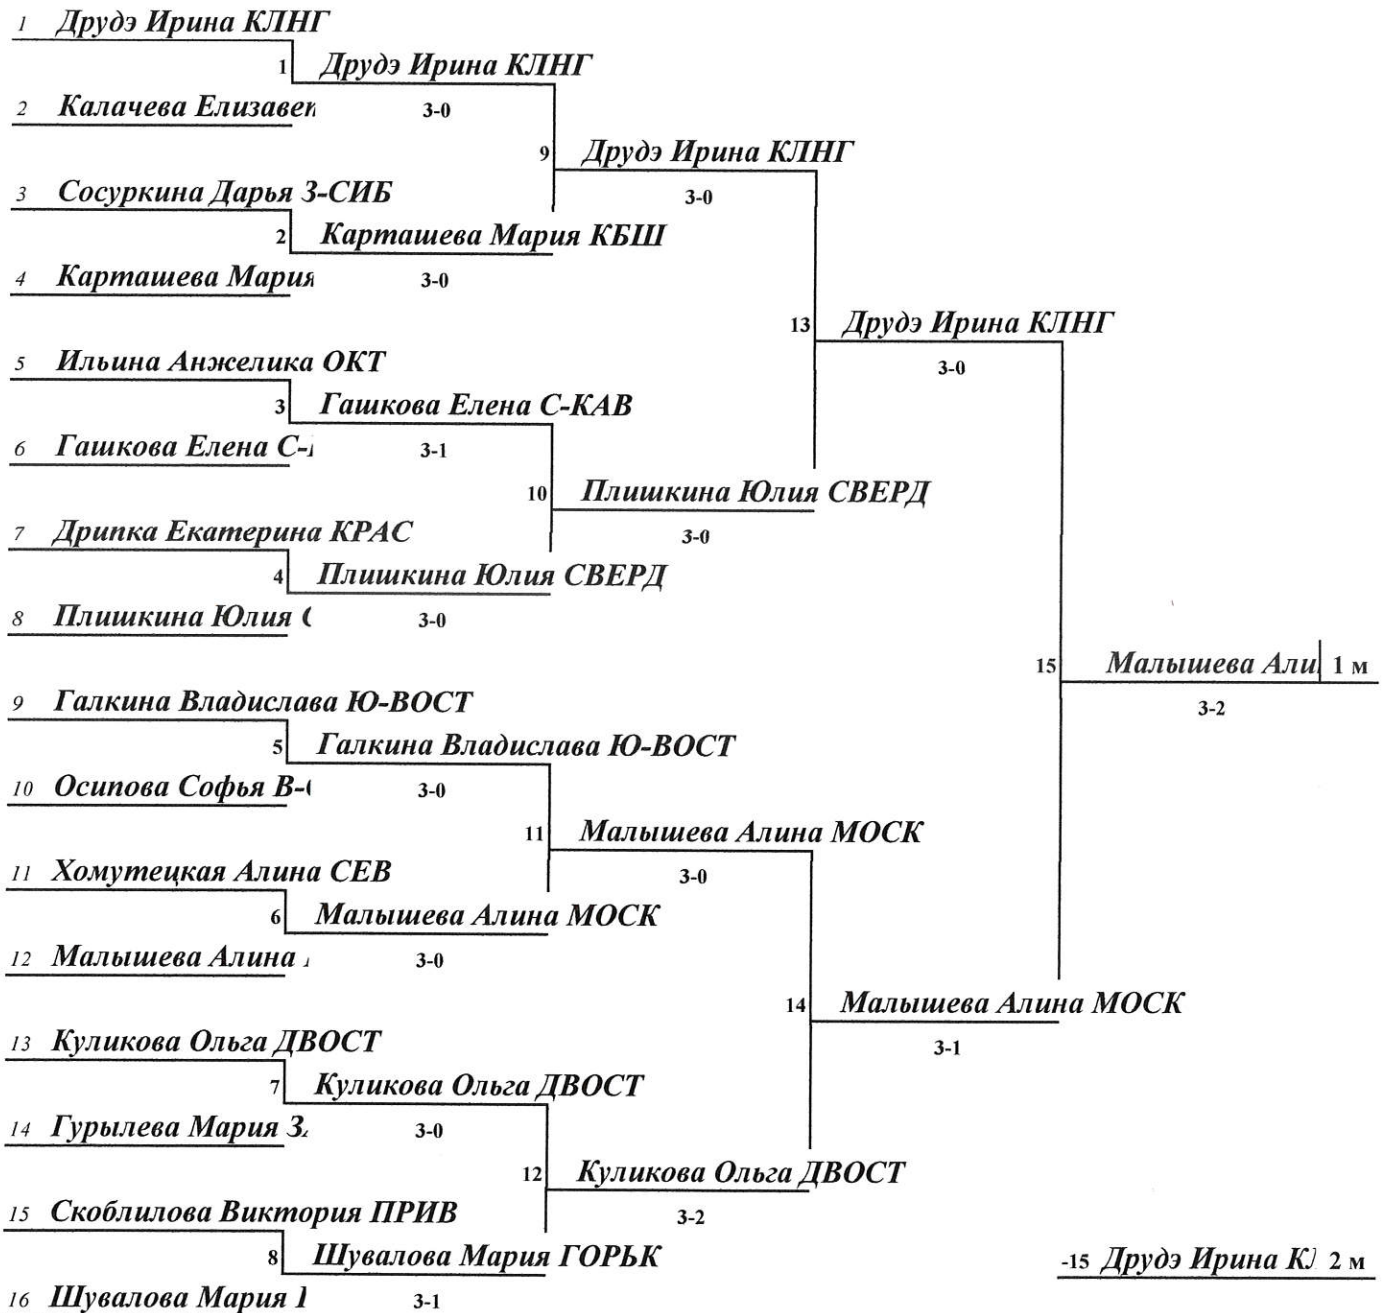 1 Друдэ Ирина КЛНГ
1 Друдэ Ирина КЛНГ
2 Калачева Елизавет
3-0
9 Друдэ Ирина КЛНГ
3 Сосуркина Дарья З-СИБ
3-0
2 Карташева Мария КБШ
4 Карташева Мария
3-0
13 Друдэ Ирина КЛНГ
5 Ильина Анжелика ОКТ
3-0
3 Гашкова Елена С-КАВ
6 Гашкова Елена С-
3-1
10 Плишкина Юлия СВЕРД
7 Дрипка Екатерина КРАС
3-0
4 Плишкина Юлия СВЕРД
8 Плишкина Юлия
3-0
15 Малышева Али 1 м
9 Галкина Владислава Ю-ВОСТ
3-2
5 Галкина Владислава Ю-ВОСТ
10 Осипова Софья В-
3-0
11 Малышева Алина МОСК
11 Хомутецкая Алина СЕВ
3-0
6 Малышева Алина МОСК
12 Малышева Алина
3-0
14 Малышева Алина МОСК
13 Куликова Ольга ДВОСТ
3-1
7 Куликова Ольга ДВОСТ
14 Гурылева Мария З
3-0
12 Куликова Ольга ДВОСТ
15 Скоблилова Виктория ПРИВ
3-2
8 Шувалова Мария ГОРЬК
-15 Друдэ Ирина КЛ 2 м
16 Шувалова Мария
3-1